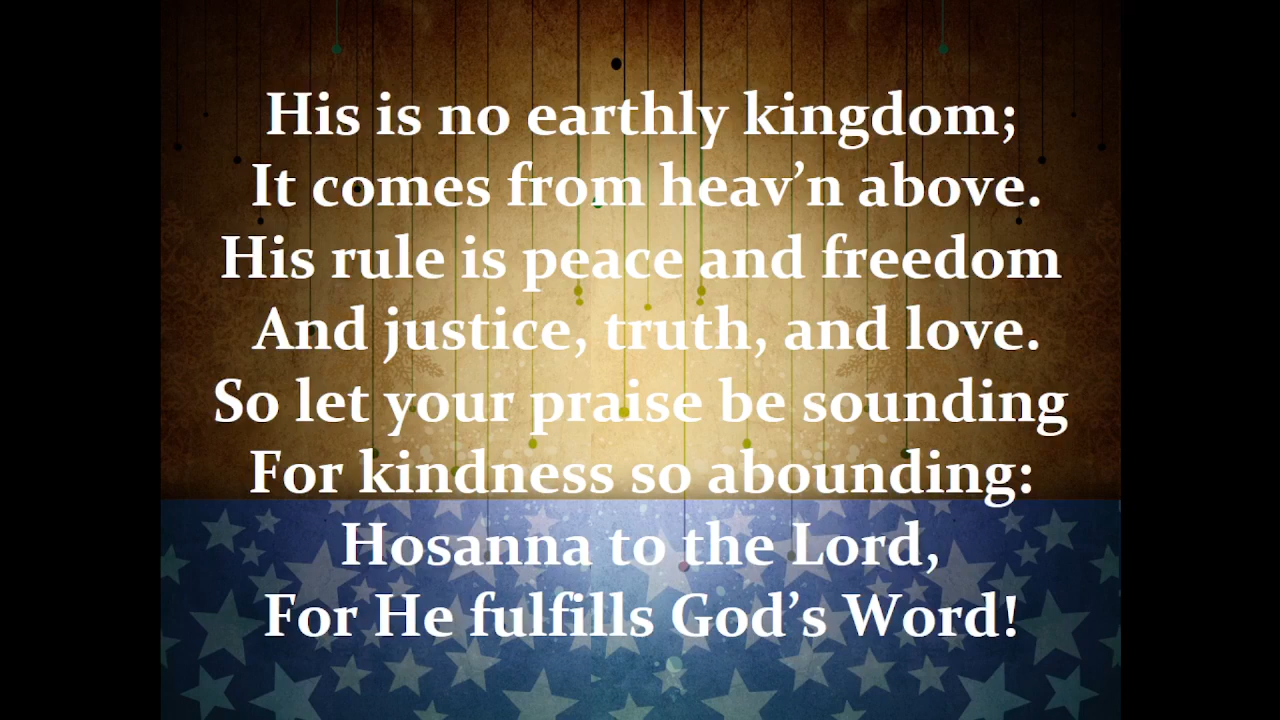 His is no earthly kingdom;
It comes from heav’n above.
His rule is peace and freedom
And justice, truth, and love.
So let your praise be sounding
For kindness so abounding:
Hosanna to the Lord,
For He fulfills God’s Word!